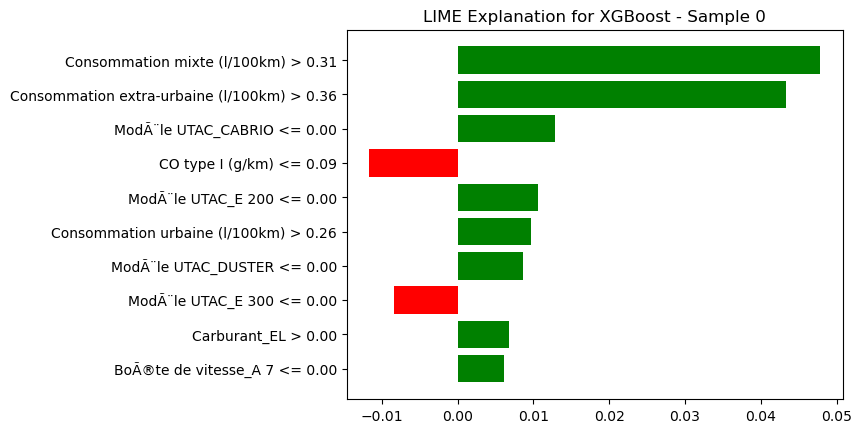 LIME Explanation for XGBoost - Sample 0
Consommation mixte (l/100km) > 0.31
Consommation extra-urbaine (l/100km) > 0.36
ModÃ¨le UTAC_CABRIO <= 0.00
CO type I (g/km) <= 0.09
ModÃ¨le UTAC_E 200 <= 0.00
Consommation urbaine (l/100km) > 0.26
ModÃ¨le UTAC_DUSTER <= 0.00
ModÃ¨le UTAC_E 300 <= 0.00
Carburant_EL > 0.00
BoÃ®te de vitesse_A 7 <= 0.00
−0.01 0.00 0.01 0.02 0.03 0.04 0.05